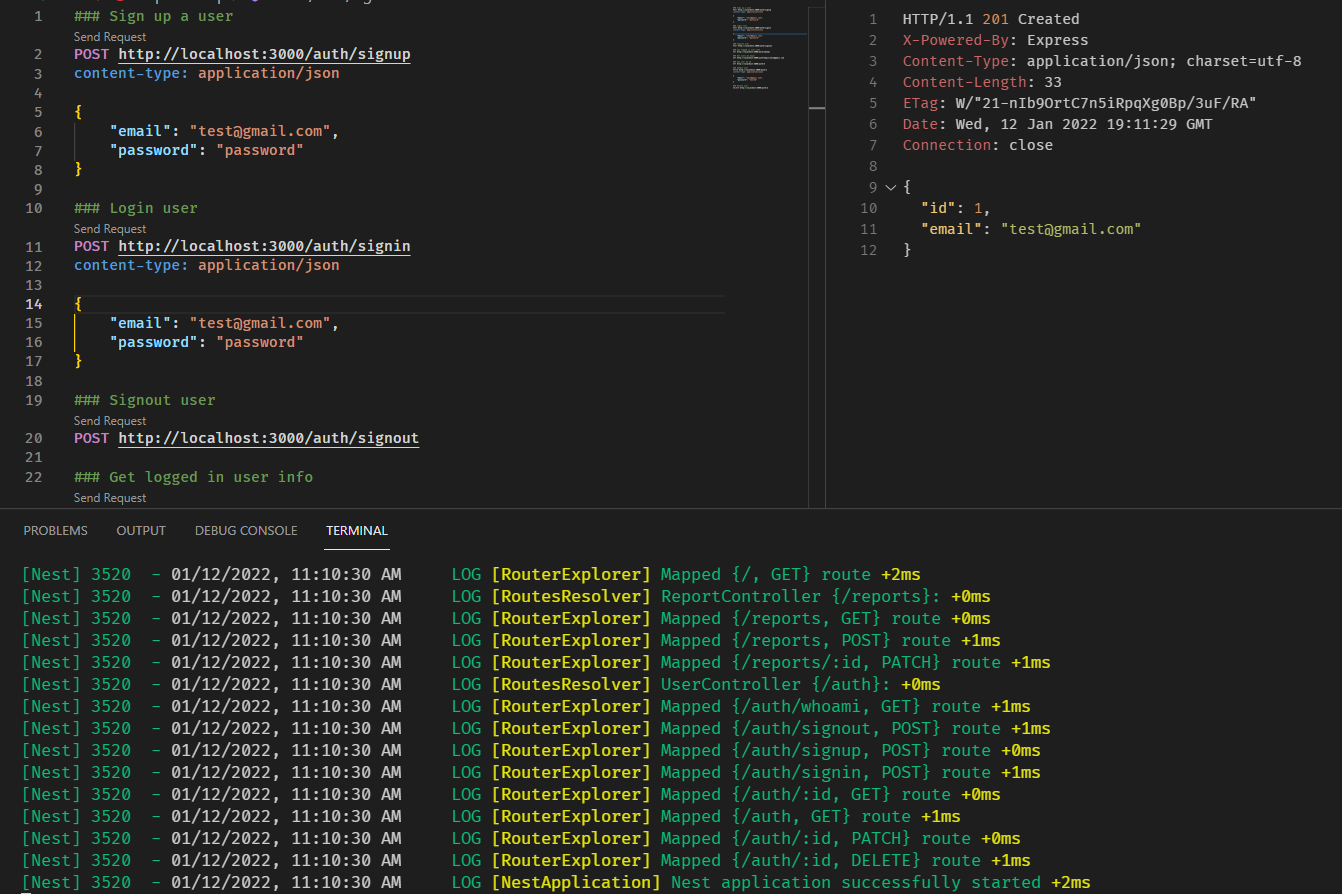 1 ### Sign up a user
Send Request
2 POST http://localhost:3000/auth/signup
3 content-type: application/json
4
5 {
6 "email": "test@gmail.com",
7 "password": "password"
8 }
9
10 ### Login user
Send Request
11 POST http://localhost:3000/auth/signin
12 content-type: application/json
13
14 {
15 "email": "test@gmail.com",
16 "password": "password"
17 }
18
19 ### Signout user
Send Request
20 POST http://localhost:3000/auth/signout
21
22 ### Get logged in user info
Send Request
1 HTTP/1.1 201 Created
2 X-Powered-By: Express
3 Content-Type: application/json; charset=utf-8
4 Content-Length: 33
5 ETag: W/"21-nIb9OrtC7n5iRpqXg0Bp/3uF/RA"
6 Date: Wed, 12 Jan 2022 19:11:29 GMT
7 Connection: close
8
9 {
10 "id": 1,
11 "email": "test@gmail.com"
12 }
PROBLEMS OUTPUT DEBUG CONSOLE TERMINAL
[Nest] 3520 - 01/12/2022, 11:10:30 AM LOG [RouterExplorer] Mapped {/, GET} route +2ms
[Nest] 3520 - 01/12/2022, 11:10:30 AM LOG [RoutesResolver] ReportController {/reports}: +0ms
[Nest] 3520 - 01/12/2022, 11:10:30 AM LOG [RouterExplorer] Mapped {/reports, GET} route +0ms
[Nest] 3520 - 01/12/2022, 11:10:30 AM LOG [RouterExplorer] Mapped {/reports, POST} route +1ms
[Nest] 3520 - 01/12/2022, 11:10:30 AM LOG [RouterExplorer] Mapped {/reports/:id, PATCH} route +1ms
[Nest] 3520 - 01/12/2022, 11:10:30 AM LOG [RoutesResolver] UserController {/auth}: +0ms
[Nest] 3520 - 01/12/2022, 11:10:30 AM LOG [RouterExplorer] Mapped {/auth/whoami, GET} route +1ms
[Nest] 3520 - 01/12/2022, 11:10:30 AM LOG [RouterExplorer] Mapped {/auth/signout, POST} route +1ms
[Nest] 3520 - 01/12/2022, 11:10:30 AM LOG [RouterExplorer] Mapped {/auth/signup, POST} route +0ms
[Nest] 3520 - 01/12/2022, 11:10:30 AM LOG [RouterExplorer] Mapped {/auth/signin, POST} route +1ms
[Nest] 3520 - 01/12/2022, 11:10:30 AM LOG [RouterExplorer] Mapped {/auth/:id, GET} route +0ms
[Nest] 3520 - 01/12/2022, 11:10:30 AM LOG [RouterExplorer] Mapped {/auth, GET} route +1ms
[Nest] 3520 - 01/12/2022, 11:10:30 AM LOG [RouterExplorer] Mapped {/auth/:id, PATCH} route +0ms
[Nest] 3520 - 01/12/2022, 11:10:30 AM LOG [RouterExplorer] Mapped {/auth/:id, DELETE} route +1ms
[Nest] 3520 - 01/12/2022, 11:10:30 AM LOG [NestApplication] Nest application successfully started +2ms